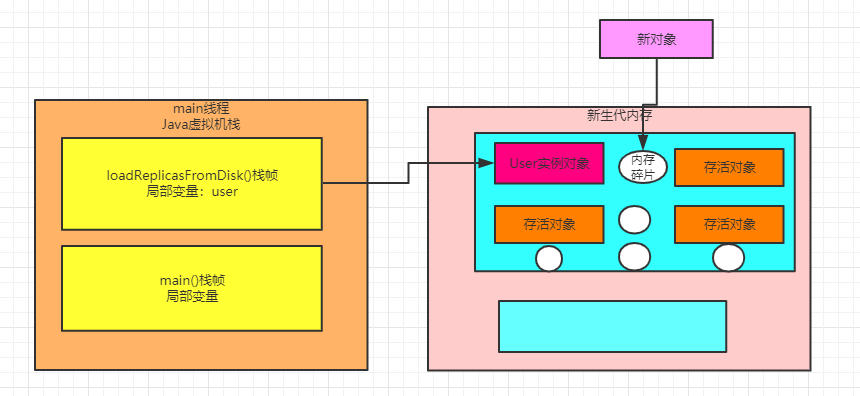 新对象
main线程
Java虚拟机栈
loadReplicasFromDisk()栈帧
局部变量：user
main()栈帧
局部变量
新生代内存
User实例对象
内存
碎片
存活对象
存活对象
存活对象